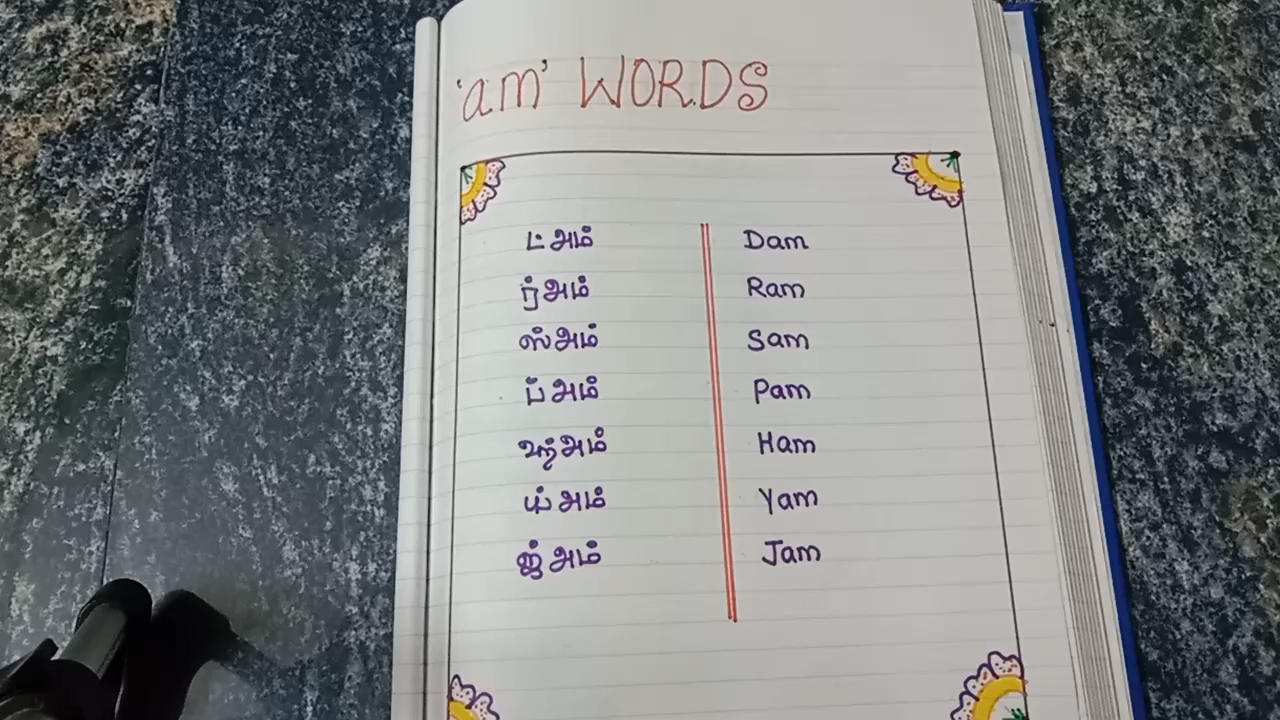 'am' WORDS
ட்அம் Dam
ர்அம் Ram
ஸ்அம் Sam
ப்அம் Pam
ஹ்அம் Ham
ய்அம் Yam
ஜ்அம் Jam